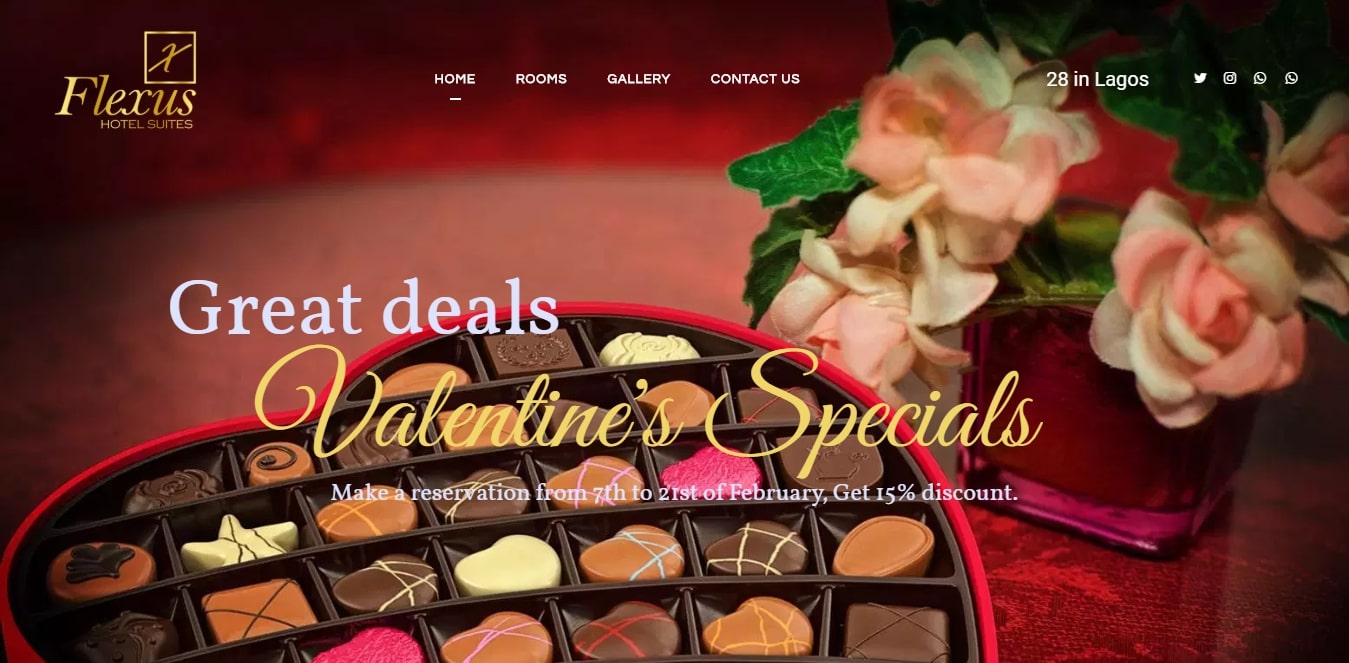 Flexus
HOTEL SUITES
HOME ROOMS GALLERY CONTACT US
28 in Lagos
Great deals
Valentine's Specials
Make a reservation from 7th to 21st of February, Get 15% discount.